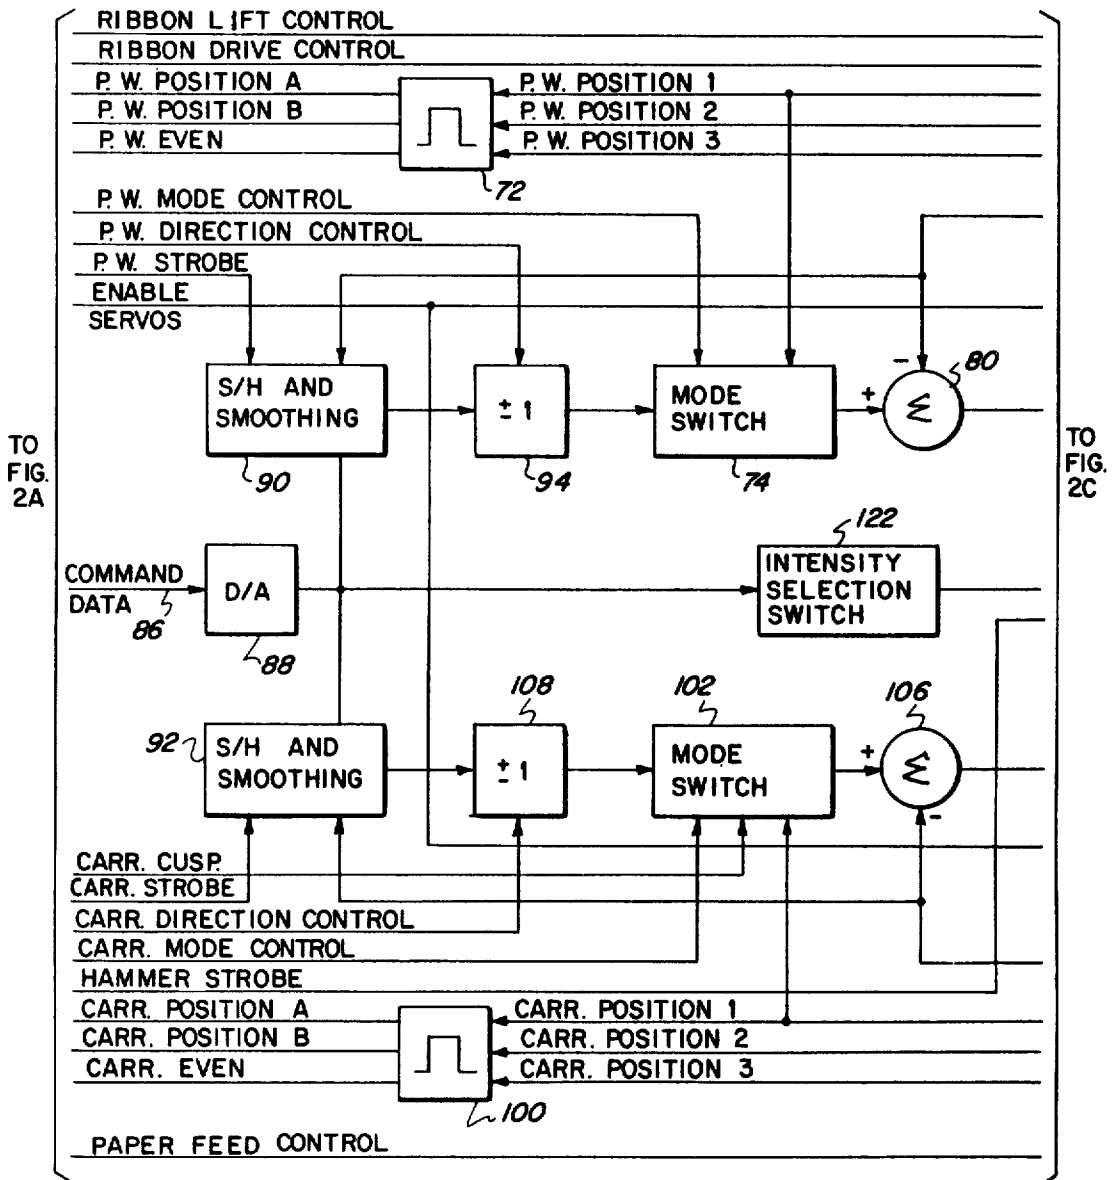 RIBBON LIFT CONTROL
RIBBON DRIVE CONTROL
P. W. POSITION A
P. W. POSITION 1
P. W. POSITION B
P. W. POSITION 2
P. W. EVEN
P. W. POSITION 3
72
P. W. MODE CONTROL
P. W. DIRECTION CONTROL
P. W. STROBE
ENABLE
SERVOS
S/H AND
SMOOTHING
90
± 1
94
MODE
SWITCH
74
-
+
Σ
80
TO
FIG.
2A
TO
FIG.
2C
COMMAND
DATA
86
D/A
88
122
INTENSITY
SELECTION
SWITCH
92
S/H AND
SMOOTHING
108
± 1
102
MODE
SWITCH
106
+
Σ
-
CARR. CUSP.
CARR. STROBE
CARR. DIRECTION CONTROL
CARR. MODE CONTROL
HAMMER STROBE
CARR. POSITION A
CARR. POSITION 1
CARR. POSITION B
CARR. POSITION 2
CARR. EVEN
CARR. POSITION 3
100
PAPER FEED CONTROL